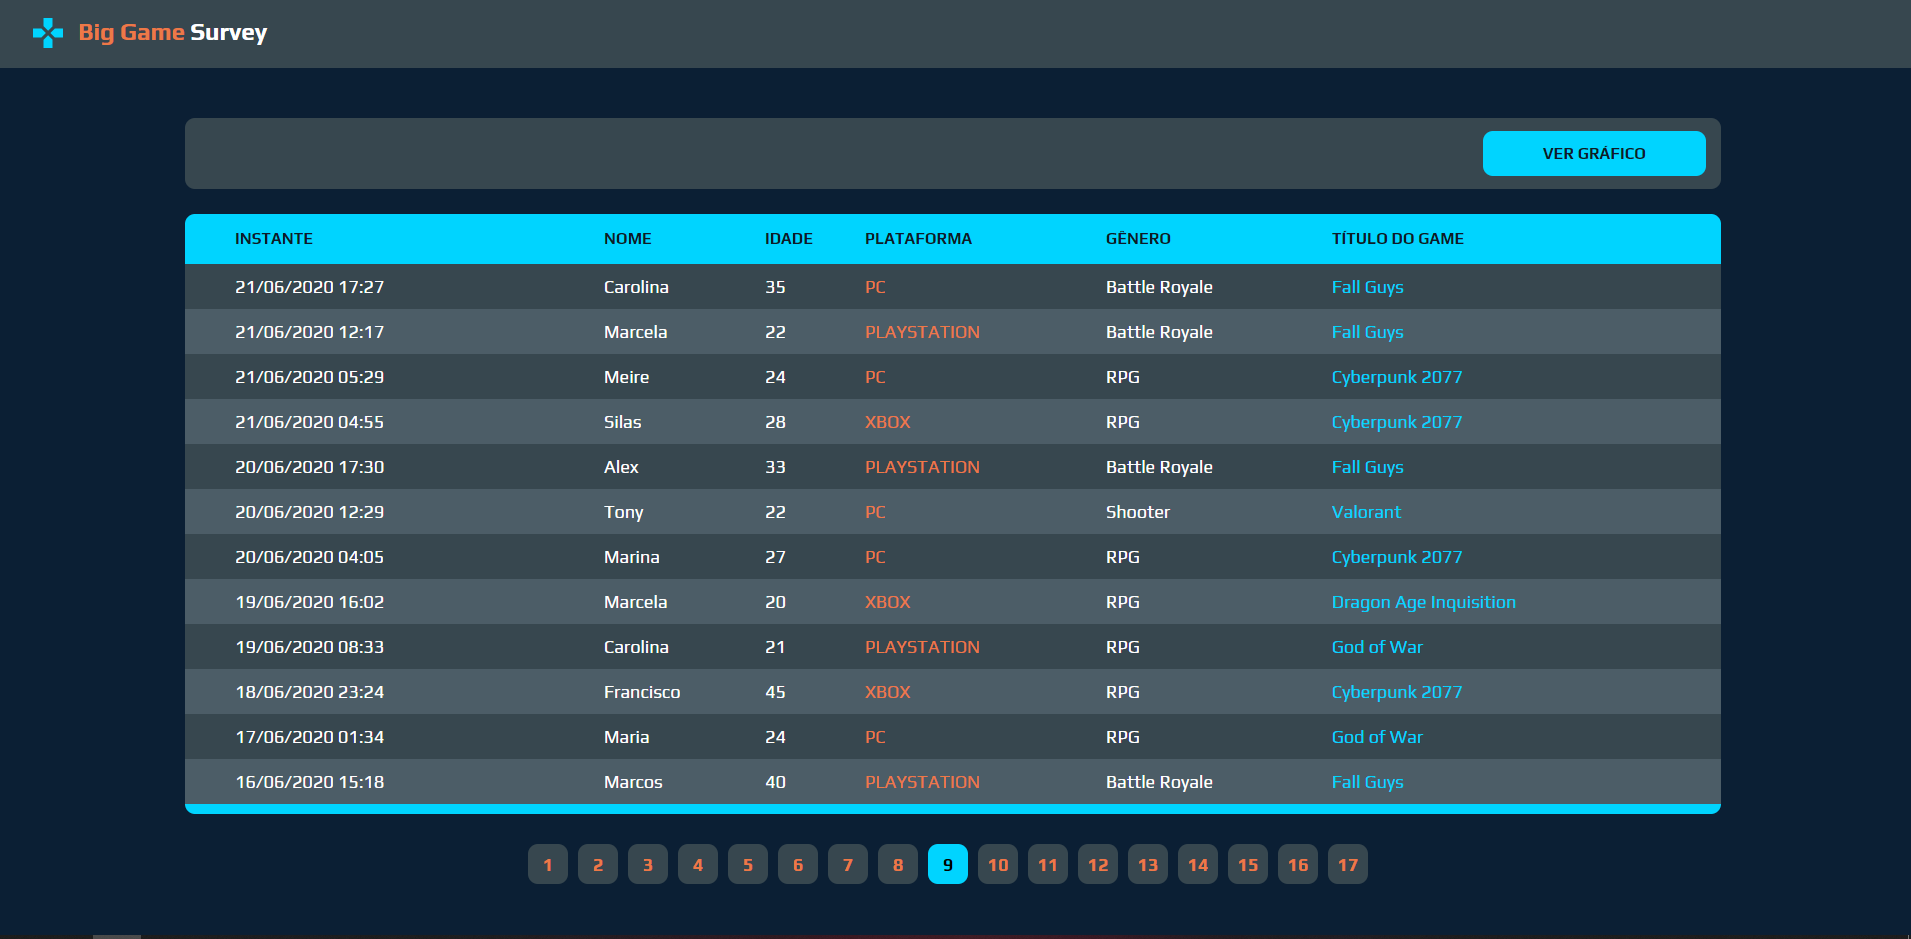 Big Game Survey
VER GRÁFICO
INSTANTE NOME IDADE PLATAFORMA GÊNERO TÍTULO DO GAME
21/06/2020 17:27 Carolina 35 PC Battle Royale Fall Guys
21/06/2020 12:17 Marcela 22 PLAYSTATION Battle Royale Fall Guys
21/06/2020 05:29 Meire 24 PC RPG Cyberpunk 2077
21/06/2020 04:55 Silas 28 XBOX RPG Cyberpunk 2077
20/06/2020 17:30 Alex 33 PLAYSTATION Battle Royale Fall Guys
20/06/2020 12:29 Tony 22 PC Shooter Valorant
20/06/2020 04:05 Marina 27 PC RPG Cyberpunk 2077
19/06/2020 16:02 Marcela 20 XBOX RPG Dragon Age Inquisition
19/06/2020 08:33 Carolina 21 PLAYSTATION RPG God of War
18/06/2020 23:24 Francisco 45 XBOX RPG Cyberpunk 2077
17/06/2020 01:34 Maria 24 PC RPG God of War
16/06/2020 15:18 Marcos 40 PLAYSTATION Battle Royale Fall Guys
1 2 3 4 5 6 7 8 9 10 11 12 13 14 15 16 17